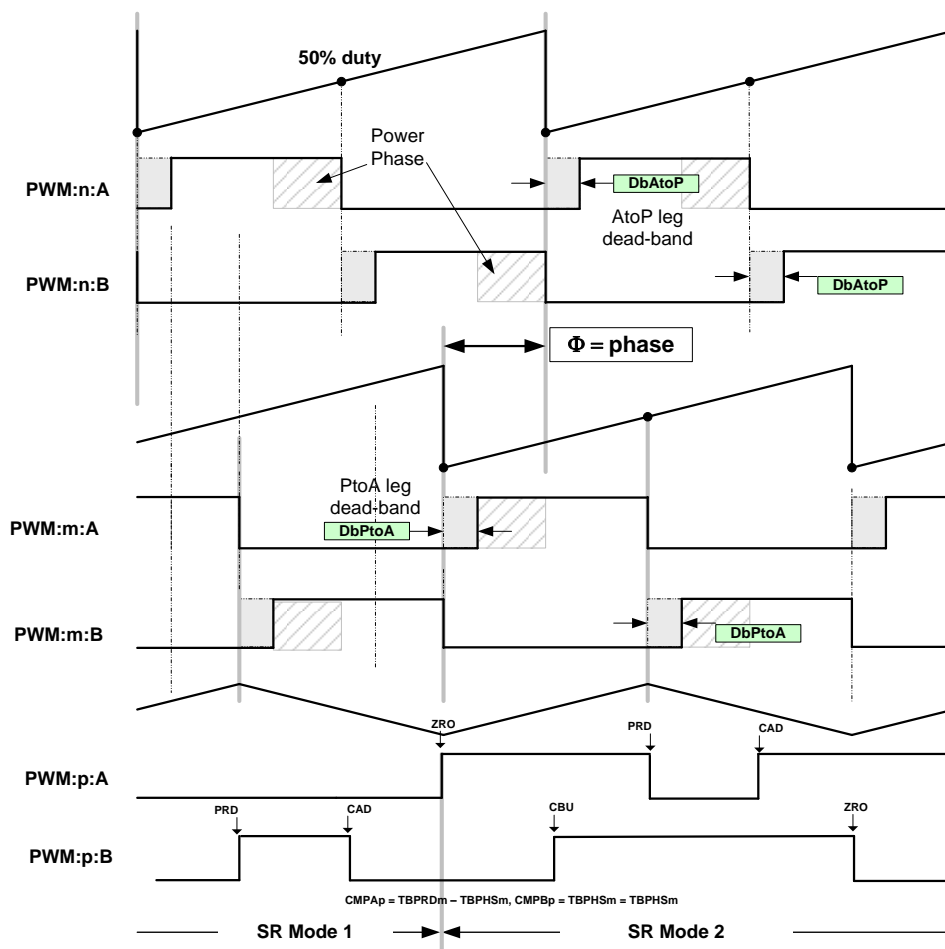 50% duty
Power
Phase
PWM:n:A
DbAtoP
AtoP leg
dead-band
PWM:n:B
DbAtoP
Φ = phase
PtoA leg
dead-band
PWM:m:A
DbPtoA
PWM:m:B
DbPtoA
ZRO
PRD
CAD
PWM:p:A
PRD
CAD
CBU
ZRO
PWM:p:B
CMPAp = TBPRDm – TBPHSm, CMPBp = TBPHSm = TBPHSm
SR Mode 1
SR Mode 2